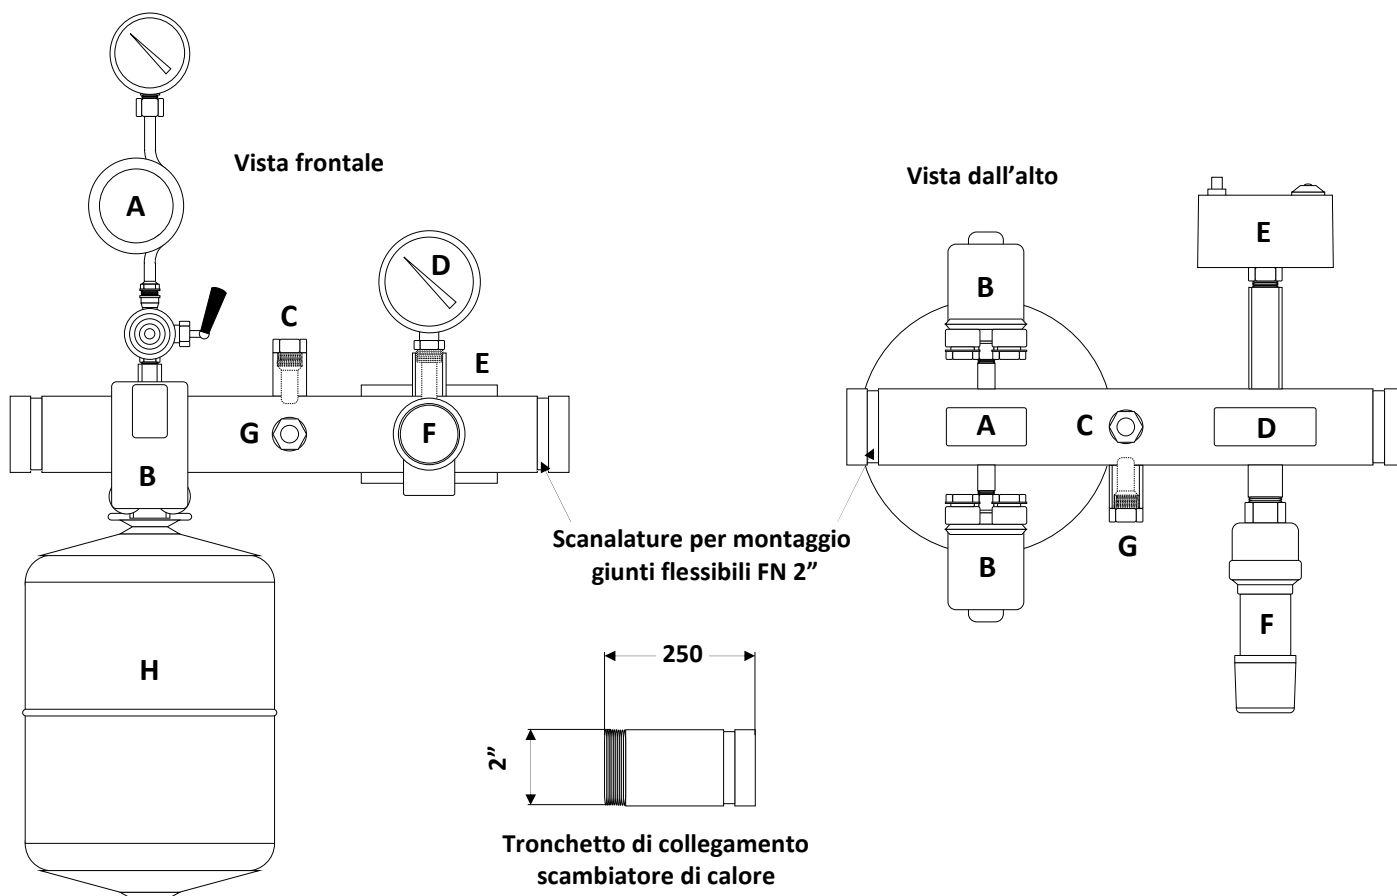 Vista frontale
Vista dall’alto
A
E
D
B
C
E
A
C
D
G
F
B
Scanalature per montaggio
giunti flessibili FN 2”
G
B
F
H
250
2”
Tronchetto di collegamento
scambiatore di calore